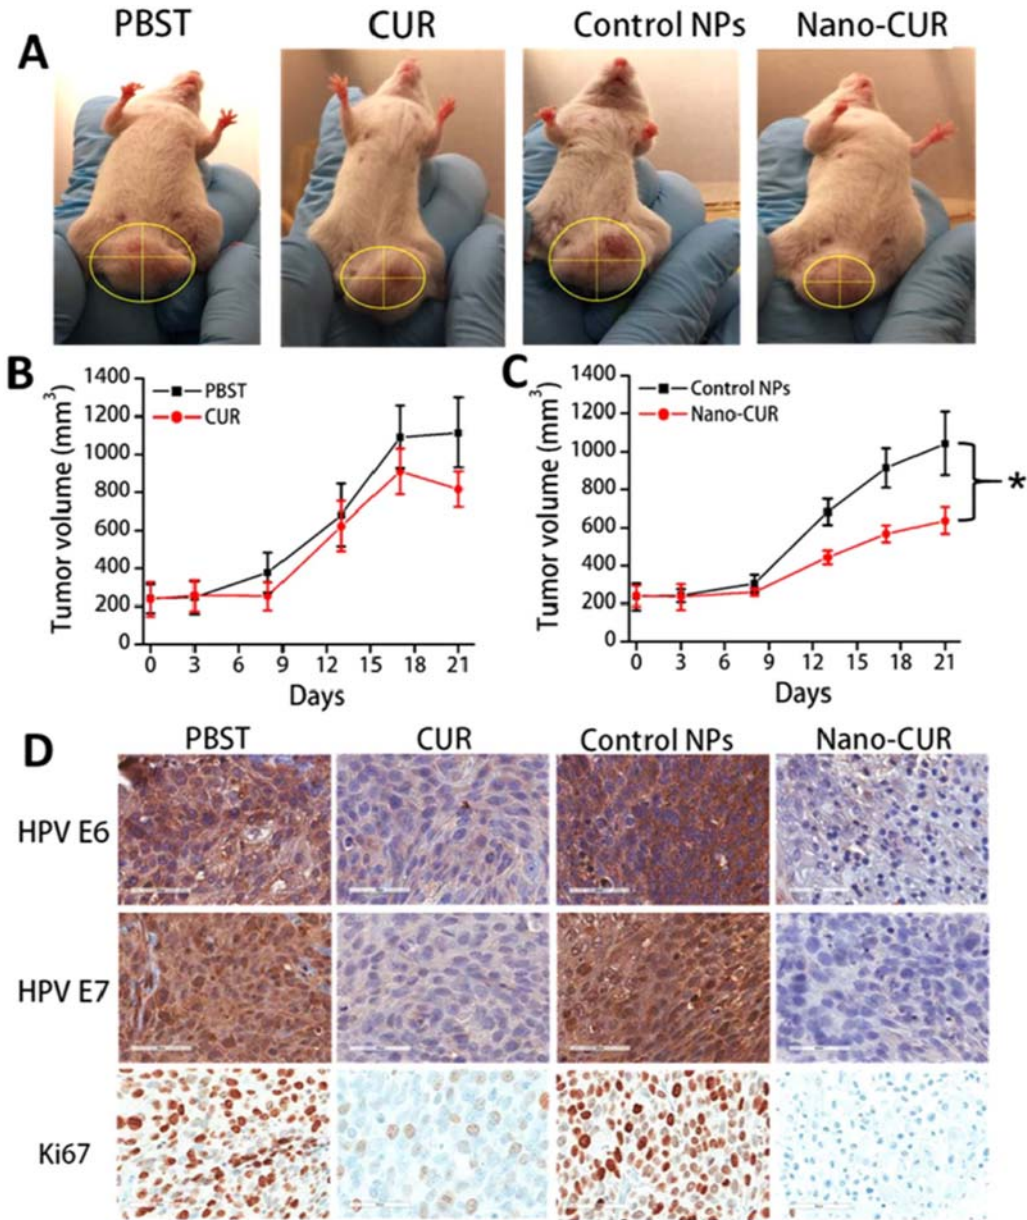 PBST CUR Control NPs Nano-CUR
A
B
1400
1200
1000
800
600
400
200
0
Tumor volume (mm³)
PBST
CUR
0 3 6 9 12 15 18 21
Days
C
1400
1200
1000
800
600
400
200
0
Tumor volume (mm³)
Control NPs
Nano-CUR
*
0 3 6 9 12 15 18 21
Days
D
PBST CUR Control NPs Nano-CUR
HPV E6
HPV E7
Ki67